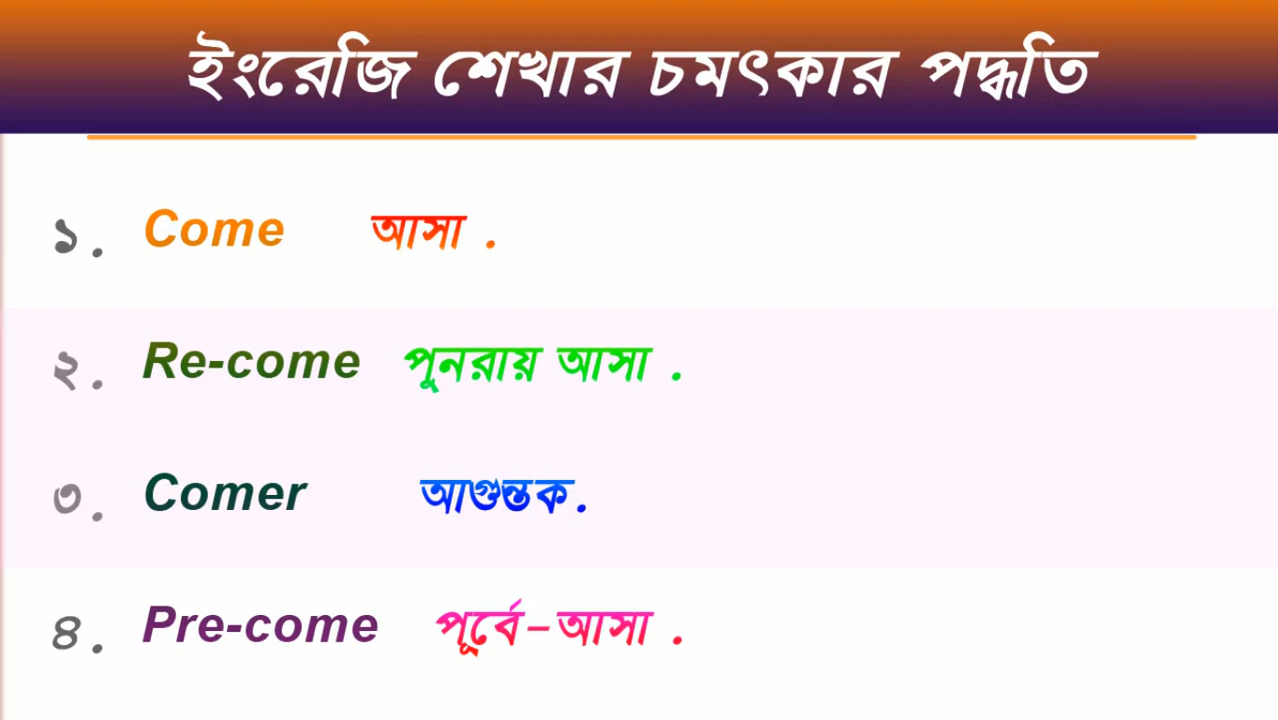 ইংরেজি শেখার চমৎকার পদ্ধতি
১. Come আসা .
২. Re-come পুনরায় আসা .
৩. Comer আগুন্তক.
৪. Pre-come পূর্বে-আসা .